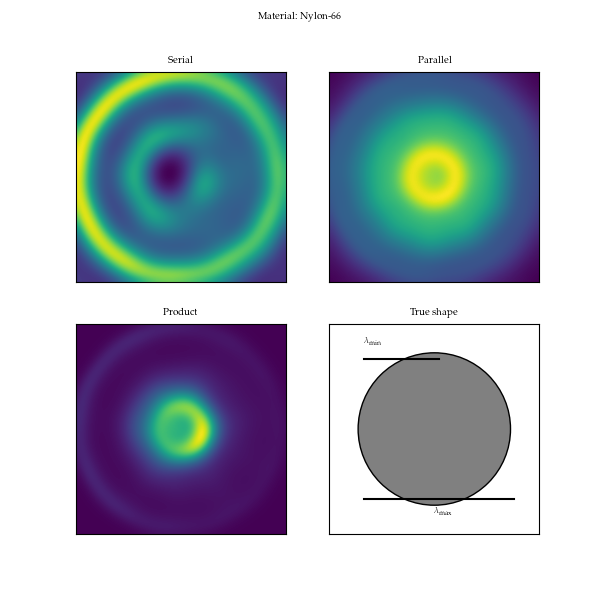 Material: Nylon-66
Serial
Parallel
Product
True shape
λmin
λmax